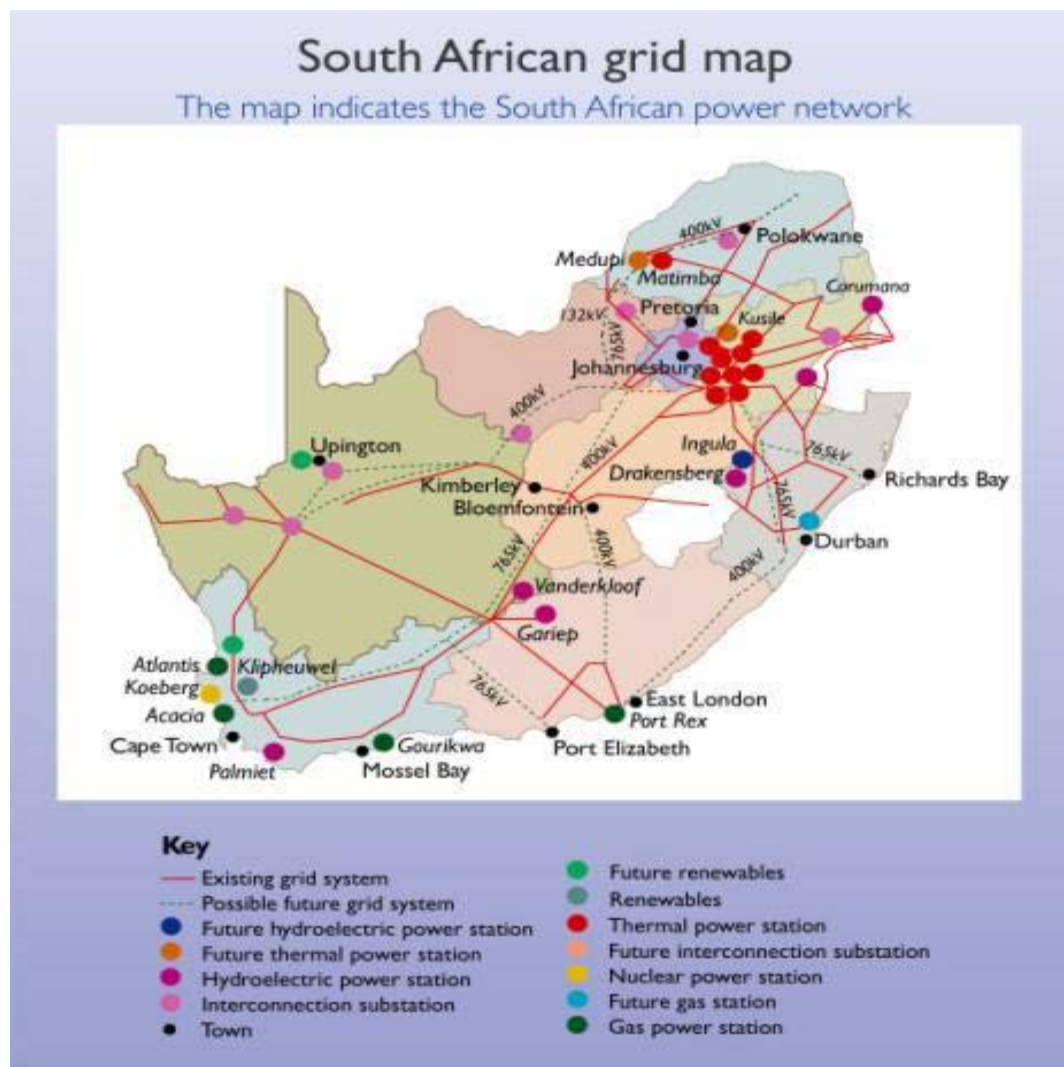 South African grid map
The map indicates the South African power network
400kV
Polokwane
Medupi
Matimba
Corumana
132kV
Pretoria
Kusile
765kV
Johannesburg
400kV
Upington
400kV
Ingula
765kV
Kimberley
Drakensberg
Richards Bay
Bloemfontein
765kV
Durban
765kV
400kV
400kV
Vanderkloof
Gariep
Atlantis
Klipheuwel
Koeberg
765kV
East London
Acacia
Port Rex
Cape Town
Gourikwa
Port Elizabeth
Palmiet
Mossel Bay
Key
Existing grid system
Possible future grid system
Future hydroelectric power station
Future thermal power station
Hydroelectric power station
Interconnection substation
Town
Future renewables
Renewables
Thermal power station
Future interconnection substation
Nuclear power station
Future gas station
Gas power station